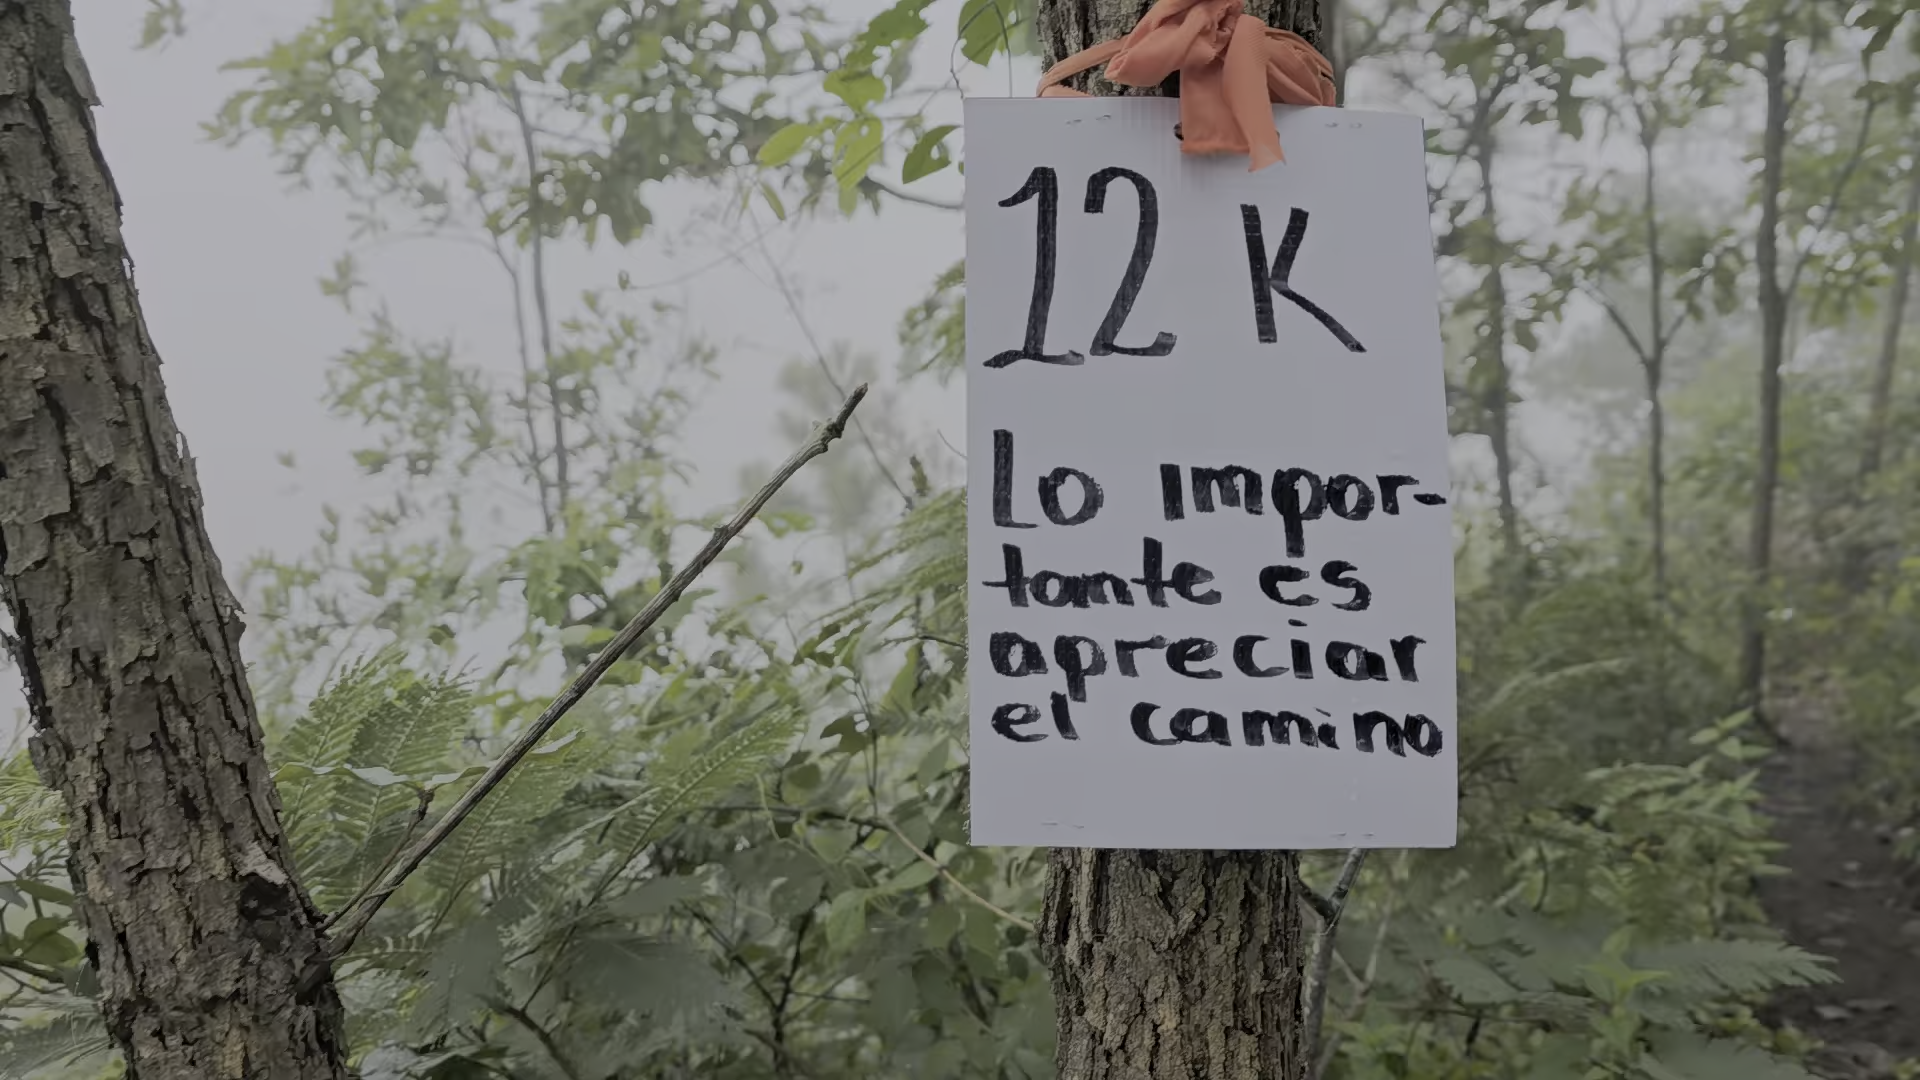 12 K
Lo impor-
tante es
apreciar
el camino